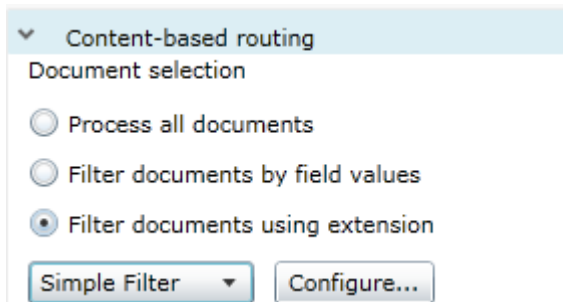 Content-based routing
Document selection
Process all documents
Filter documents by field values
Filter documents using extension
Simple Filter Configure...